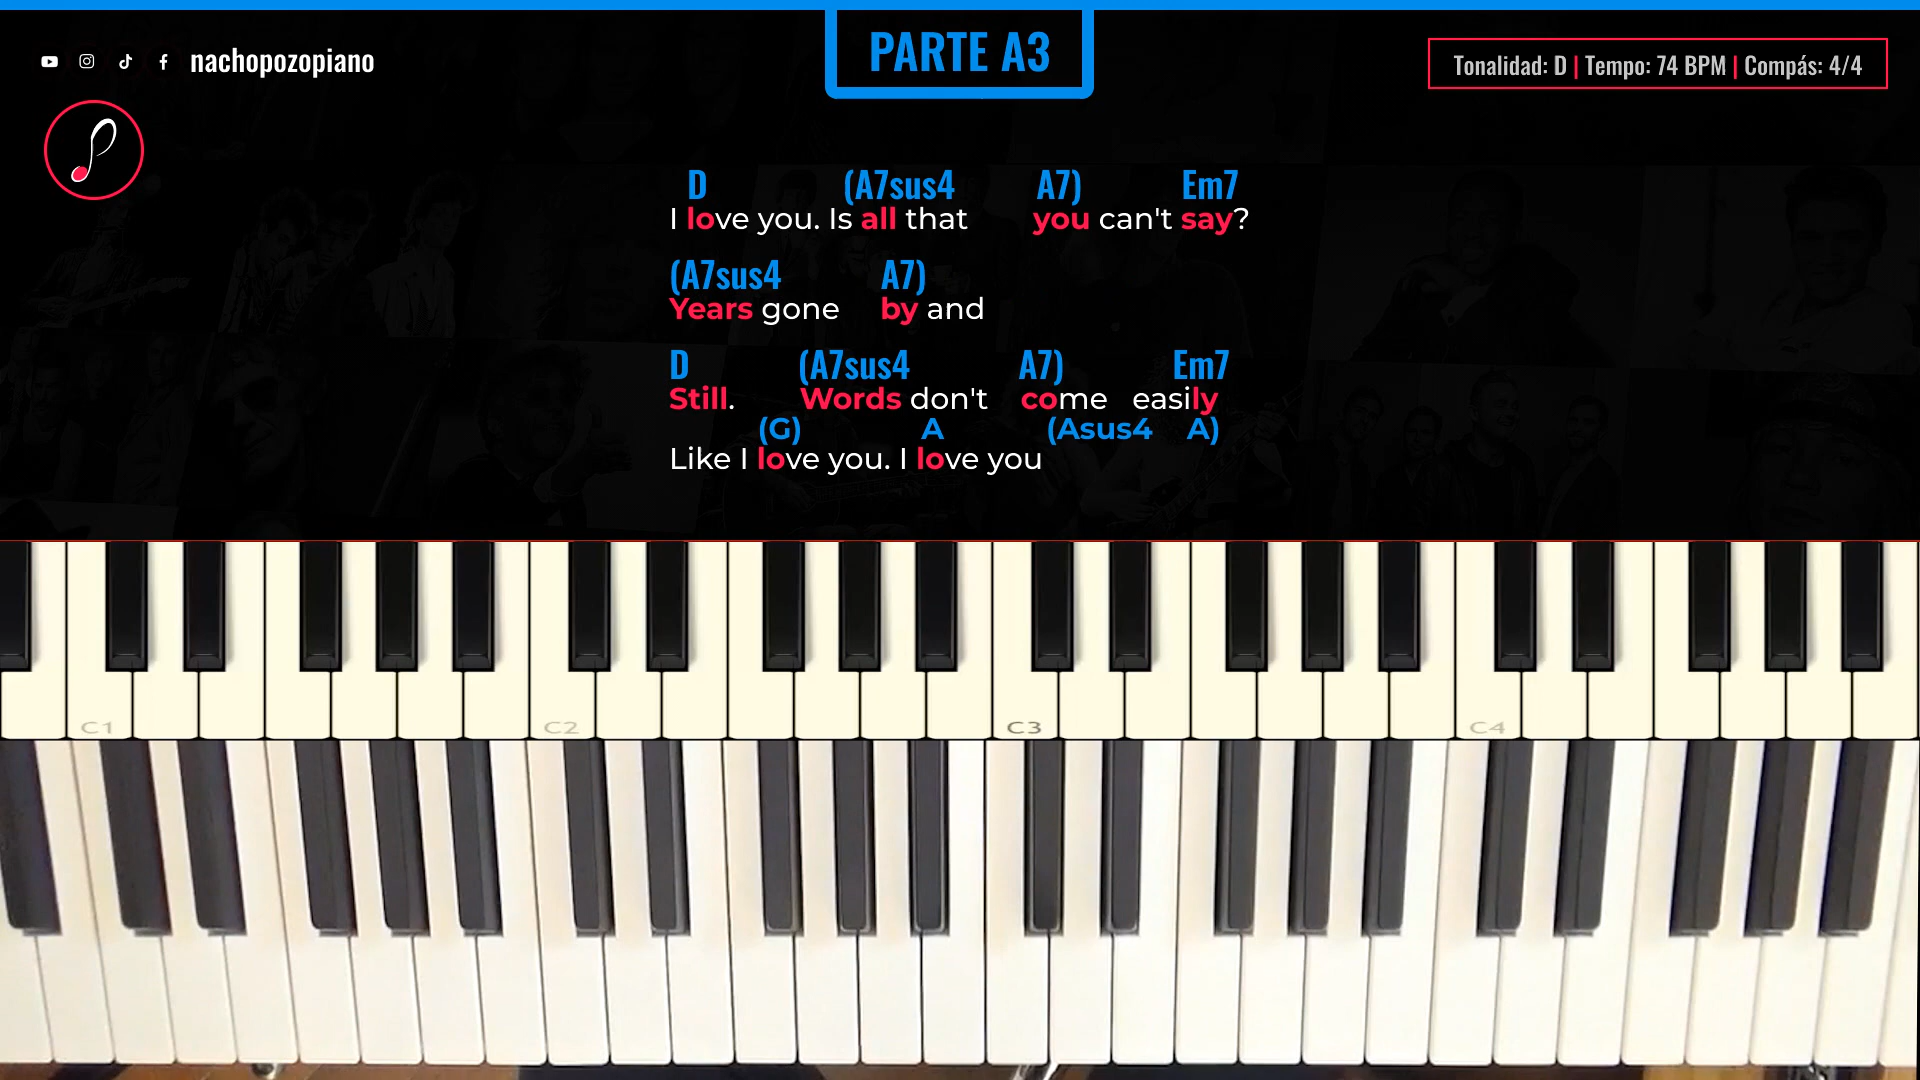 PARTE A3
nachopozopiano
Tonalidad: D | Tempo: 74 BPM | Compás: 4/4
D (A7sus4 A7) Em7
I love you. Is all that you can't say?
(A7sus4 A7)
Years gone by and
D (A7sus4 A7) Em7
Still. Words don't come easily
(G) A (Asus4 A)
Like I love you. I love you
C1 C2 C3 C4